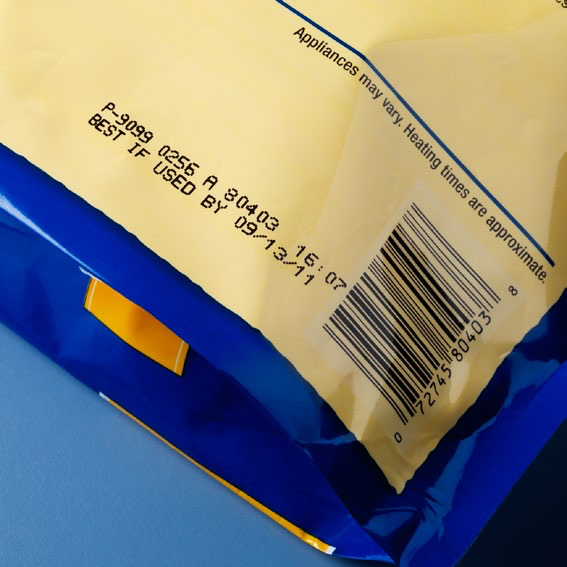 Appliances may vary. Heating times are approximate.
P-9099 0256 A 80403 16:07
BEST IF USED BY 09/13/11
0 72745 80403 8